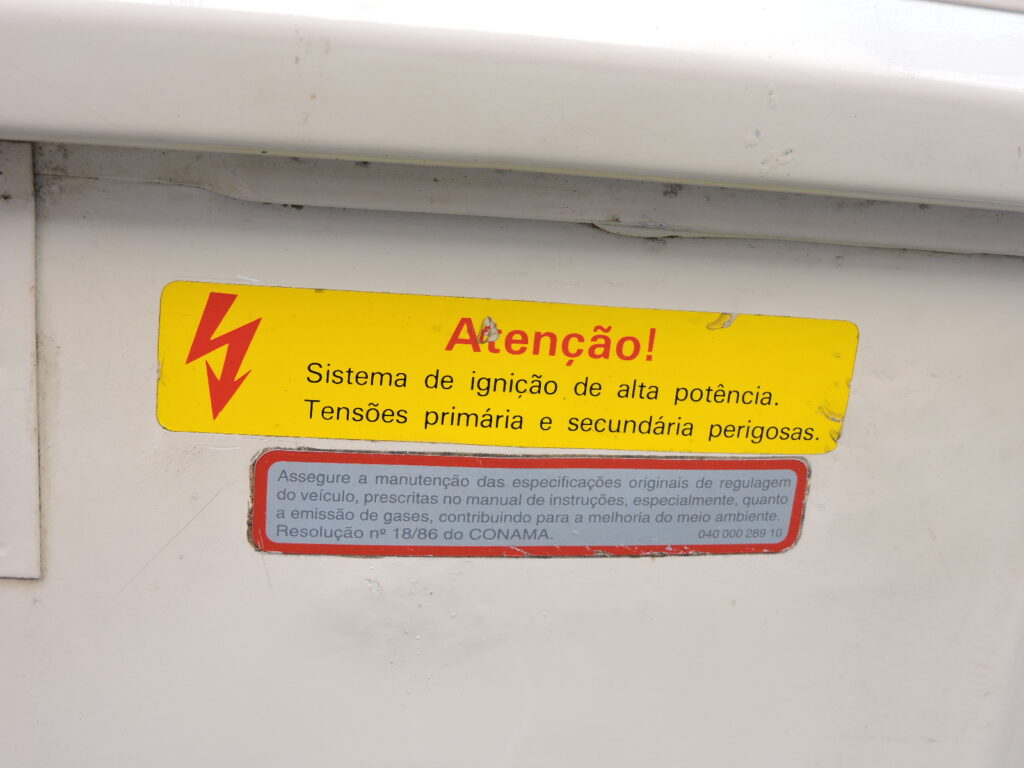 Atenção!
Sistema de ignição de alta potência.
Tensões primária e secundária perigosas.
Assegure a manutenção das especificações originais de regulagem
do veículo, prescritas no manual de instruções, especialmente, quanto
a emissão de gases, contribuindo para a melhoria do meio ambiente.
Resolução nº 18/86 do CONAMA. 040 000 289 10